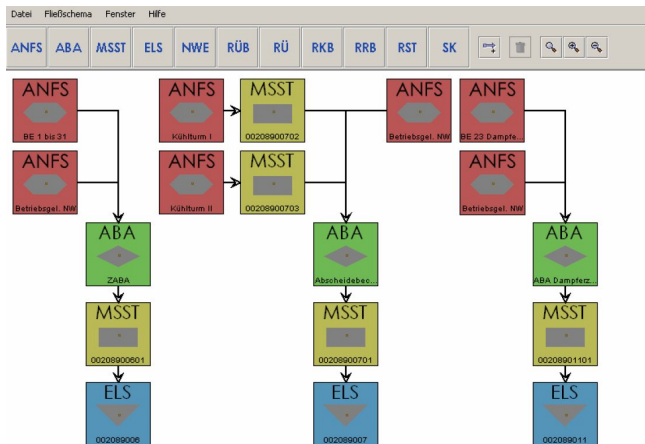 Datei Fließschema Fenster Hilfe
ANFS ABA MSST ELS NWE RÜB RÜ RKB RRB RST SK
ANFS ANFS MSST ANFS ANFS
BE 1 bis 31 Kühlturm I 00208900702 Betriebsgel. NW BE 23 Dampfe...
ANFS ANFS MSST ANFS
Betriebsgel. NW Kühlturm II 00208900703 Betriebsgel. NW
ABA ABA ABA
ZABA Abscheidebec... ABA Dampferz...
MSST MSST MSST
00208900601 00208900701 00208901101
ELS ELS ELS
002089006 002089007 002089011